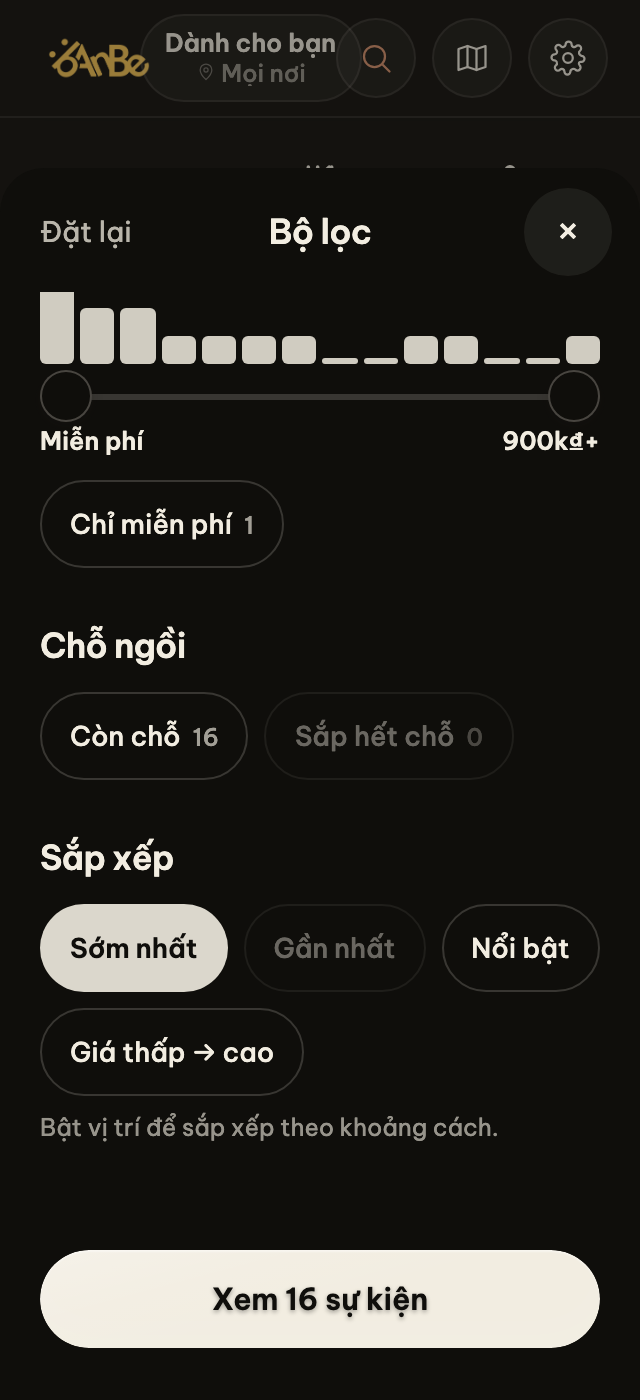 ỏAnBe
Dành cho bạn
Mọi nơi
Đặt lại
Bộ lọc
×
Miễn phí
900k₫+
Chỉ miễn phí 1
Chỗ ngồi
Còn chỗ 16
Sắp hết chỗ 0
Sắp xếp
Sớm nhất
Gần nhất
Nổi bật
Giá thấp → cao
Bật vị trí để sắp xếp theo khoảng cách.
Xem 16 sự kiện